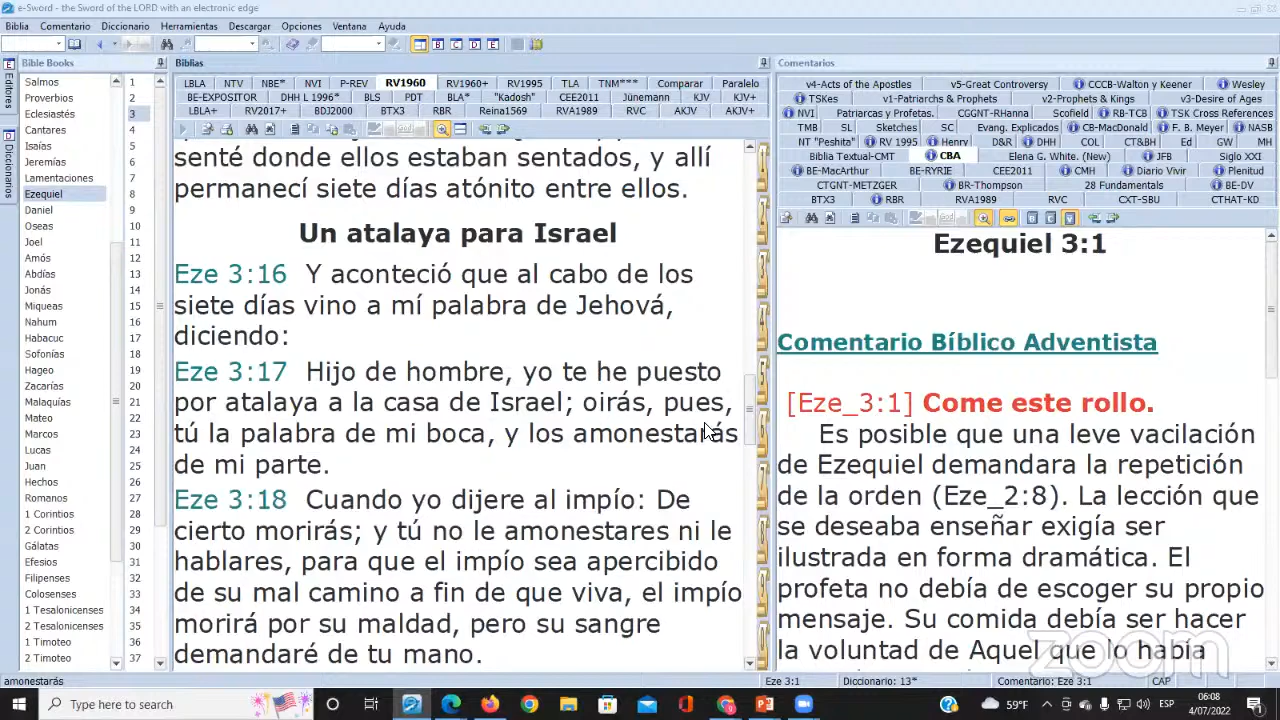 e-Sword - the Sword of the LORD with an electronic edge
Biblia Comentario Diccionario Herramientas Descargar Opciones Ventana Ayuda
B C D E
Editores
Diccionarios
Bible Books
Salmos
Proverbios
Eclesiastés
Cantares
Isaías
Jeremías
Lamentaciones
Ezequiel
Daniel
Oseas
Joel
Amós
Abdías
Jonás
Miqueas
Nahum
Habacuc
Sofonías
Hageo
Zacarías
Malaquías
Mateo
Marcos
Lucas
Juan
Hechos
Romanos
1 Corintios
2 Corintios
Gálatas
Efesios
Filipenses
Colosenses
1 Tesalonicenses
2 Tesalonicenses
1 Timoteo
2 Timoteo
1
2
3
4
5
6
7
8
9
10
11
12
13
14
15
16
17
18
19
20
21
22
23
24
25
26
27
28
29
30
31
32
33
34
35
36
37
Biblias
LBLA NTV NBE* NVI P-REV RV1960 RV1960+ RV1995 TLA TNM*** Comparar Paralelo
BE-EXPOSITOR DHH L 1996* BLS PDT BLA* "Kadosh" CEE2011 Jünemann KJV KJV+
LBLA+ RV2017+ BDJ2000 BTX3 RBR Reina1569 RVA1989 RVC AKJV AKJV+
senté donde ellos estaban sentados, y allí
permanecí siete días atónito entre ellos.
Un atalaya para Israel
Eze 3:16 Y aconteció que al cabo de los
siete días vino a mí palabra de Jehová,
diciendo:
Eze 3:17 Hijo de hombre, yo te he puesto
por atalaya a la casa de Israel; oirás, pues,
tú la palabra de mi boca, y los amonestarás
de mi parte.
Eze 3:18 Cuando yo dijere al impío: De
cierto morirás; y tú no le amonestares ni le
hablares, para que el impío sea apercibido
de su mal camino a fin de que viva, el impío
morirá por su maldad, pero su sangre
demandaré de tu mano.
Comentarios
v4-Acts of the Apostles v5-Great Controversy CCCB-Walton y Keener Wesley
TSKes v1-Patriarchs & Prophets v2-Prophets & Kings v3-Desire of Ages
NVI Patriarcas y Profetas. CGGNT-RHanna Scofield RB-TCB TSK Cross References
TMB SL Sketches SC Evang. Explicados CB-MacDonald F. B. Meyer NASB
NT "Peshita" RV 1995 Henry D&R DHH COL CT&BH Ed GW MH
Biblia Textual-CMT CBA Elena G. White. (New) JFB Siglo XXI
BE-MacArthur BE-RYRIE CEE2011 CMH Diario Vivir Plenitud
CTGNT-METZGER BR-Thompson 28 Fundamentals BE-DV
BTX3 RBR RVA1989 RVC CXT-SBU CTHAT-KD
Ezequiel 3:1
Comentario Bíblico Adventista
[Eze_3:1] Come este rollo.
Es posible que una leve vacilación
de Ezequiel demandara la repetición
de la orden (Eze_2:8). La lección que
se deseaba enseñar exigía ser
ilustrada en forma dramática. El
profeta no debía de escoger su propio
mensaje. Su comida debía ser hacer
la voluntad de Aquel que lo había
zoom
amonestarás
Eze 3:1 Diccionario: 13* Comentario: Eze 3:1 CAP
Type here to search
59°F ESP
06:08
4/07/2022